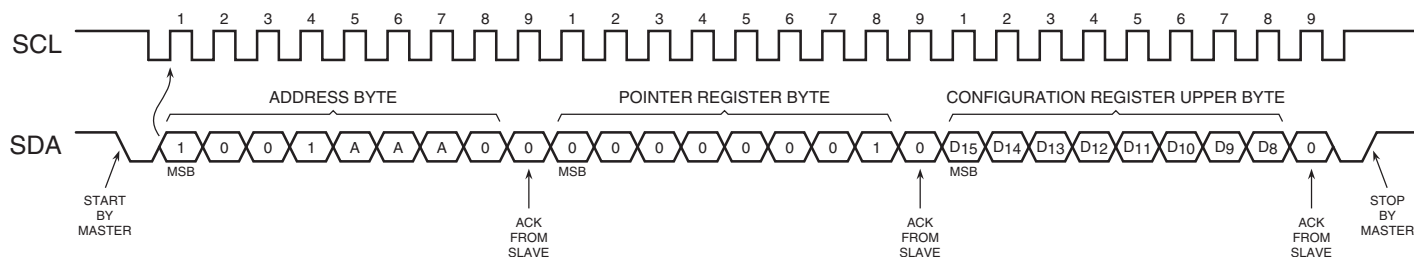 1 2 3 4 5 6 7 8 9 1 2 3 4 5 6 7 8 9 1 2 3 4 5 6 7 8 9
SCL
ADDRESS BYTE POINTER REGISTER BYTE CONFIGURATION REGISTER UPPER BYTE
SDA 1 0 0 1 A A A 0 0 0 0 0 0 0 0 0 1 0 D15 D14 D13 D12 D11 D10 D9 D8 0
MSB MSB MSB
START BY MASTER
ACK FROM SLAVE
ACK FROM SLAVE
ACK FROM SLAVE
STOP BY MASTER